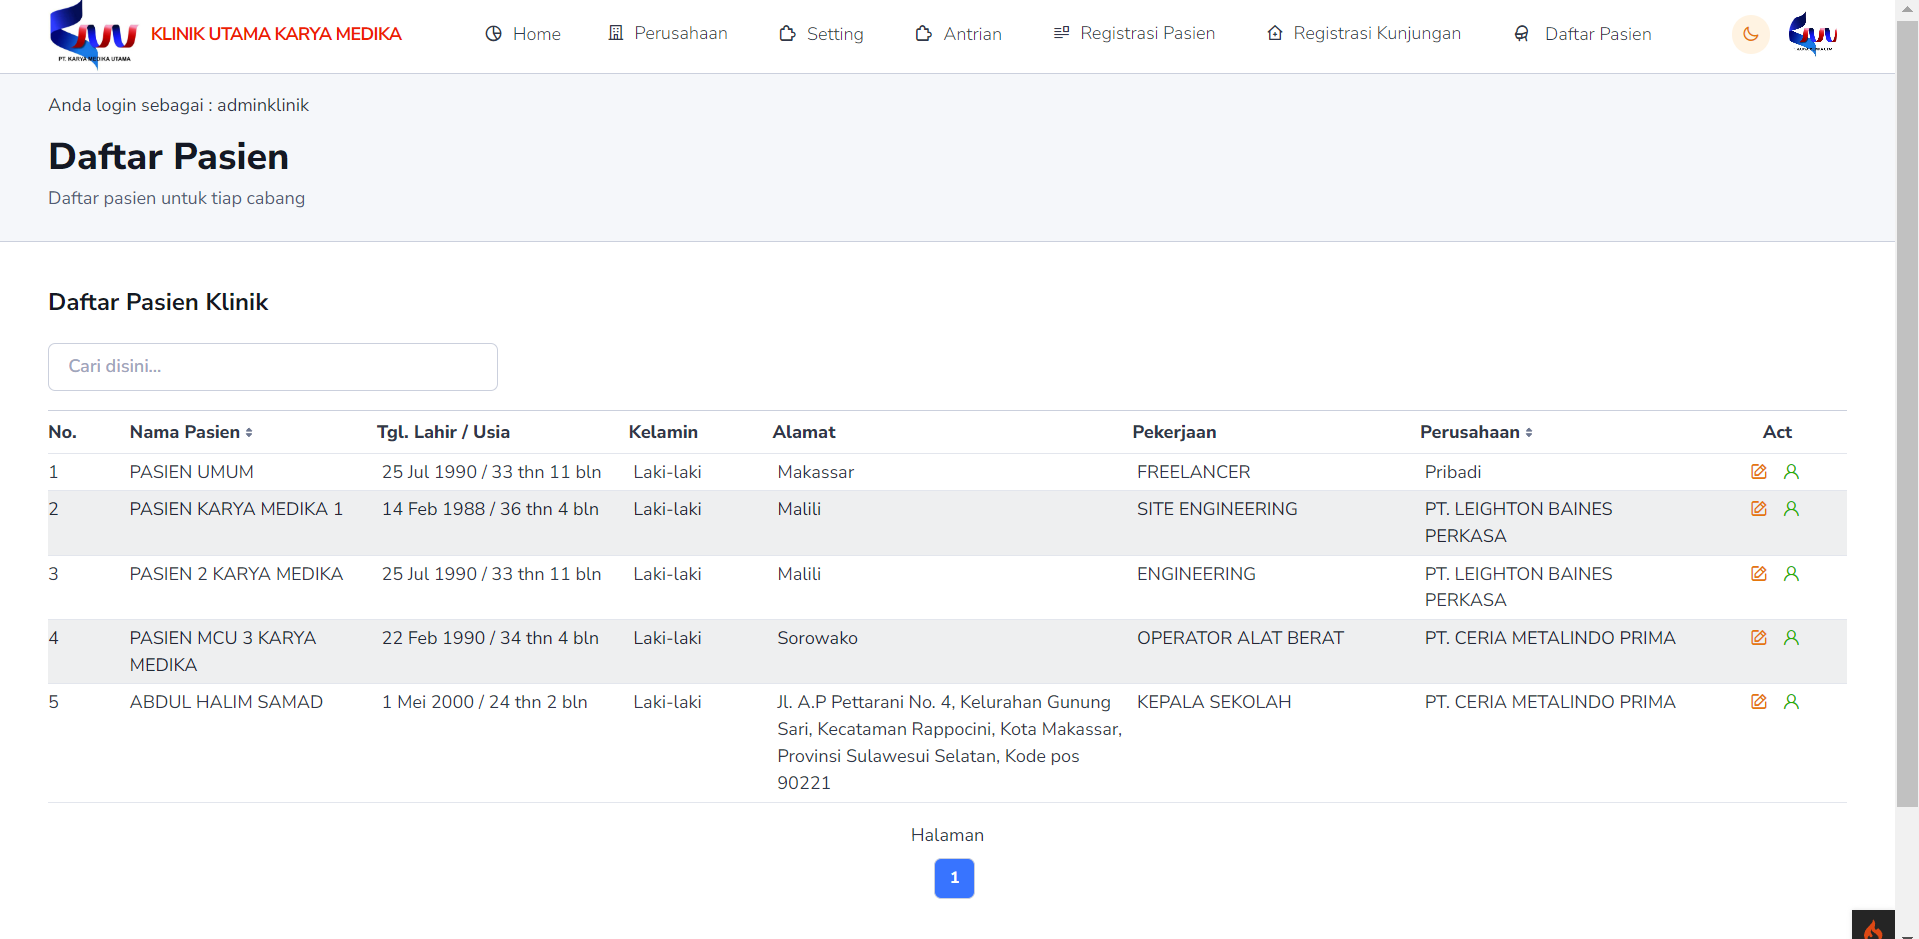 PT. KARYA MEDIKA UTAMA
KLINIK UTAMA KARYA MEDIKA
Home
Perusahaan
Setting
Antrian
Registrasi Pasien
Registrasi Kunjungan
Daftar Pasien
Anda login sebagai : adminklinik
Daftar Pasien
Daftar pasien untuk tiap cabang
Daftar Pasien Klinik
Cari disini...
No. Nama Pasien Tgl. Lahir / Usia Kelamin Alamat Pekerjaan Perusahaan Act
1 PASIEN UMUM 25 Jul 1990 / 33 thn 11 bln Laki-laki Makassar FREELANCER Pribadi
2 PASIEN KARYA MEDIKA 1 14 Feb 1988 / 36 thn 4 bln Laki-laki Malili SITE ENGINEERING PT. LEIGHTON BAINES
PERKASA
3 PASIEN 2 KARYA MEDIKA 25 Jul 1990 / 33 thn 11 bln Laki-laki Malili ENGINEERING PT. LEIGHTON BAINES
PERKASA
4 PASIEN MCU 3 KARYA 22 Feb 1990 / 34 thn 4 bln Laki-laki Sorowako OPERATOR ALAT BERAT PT. CERIA METALINDO PRIMA
MEDIKA
5 ABDUL HALIM SAMAD 1 Mei 2000 / 24 thn 2 bln Laki-laki Jl. A.P Pettarani No. 4, Kelurahan Gunung KEPALA SEKOLAH PT. CERIA METALINDO PRIMA
Sari, Kecataman Rappocini, Kota Makassar,
Provinsi Sulawesui Selatan, Kode pos
90221
Halaman
1